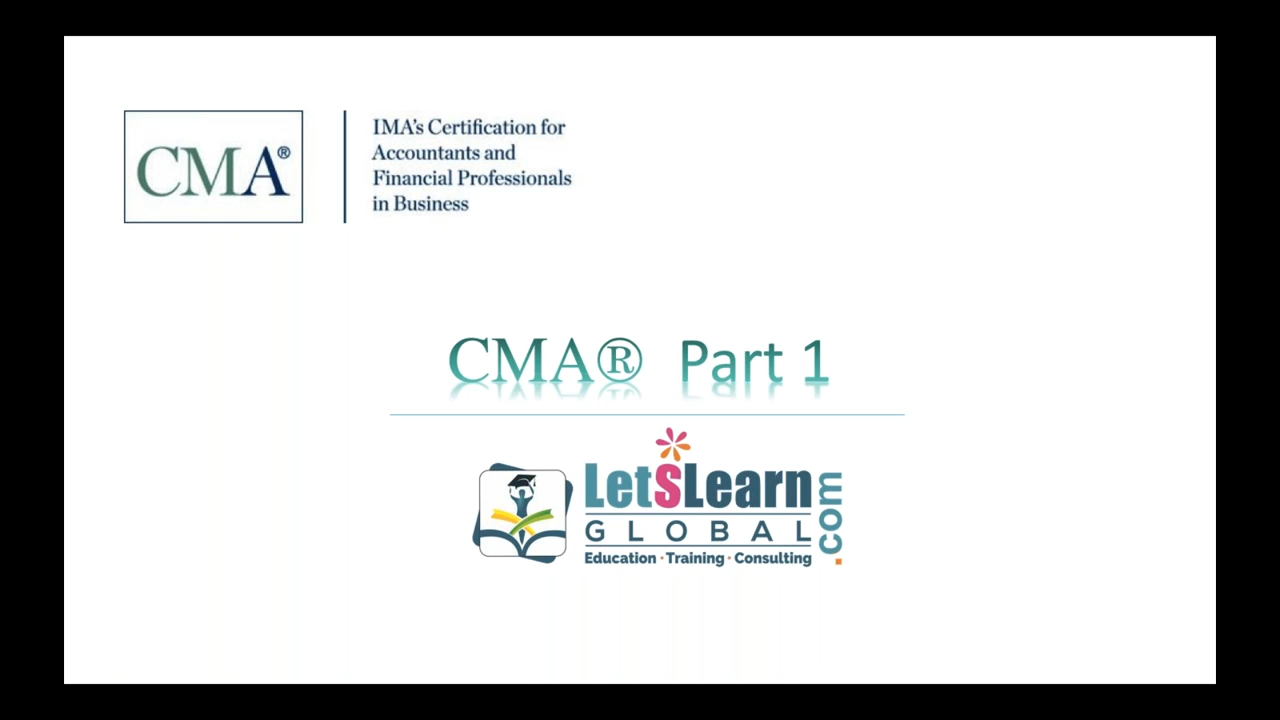 CMA®
IMA's Certification for
Accountants and
Financial Professionals
in Business
CMA® Part 1
LetSLearn
.com
GLOBAL
Education · Training · Consulting